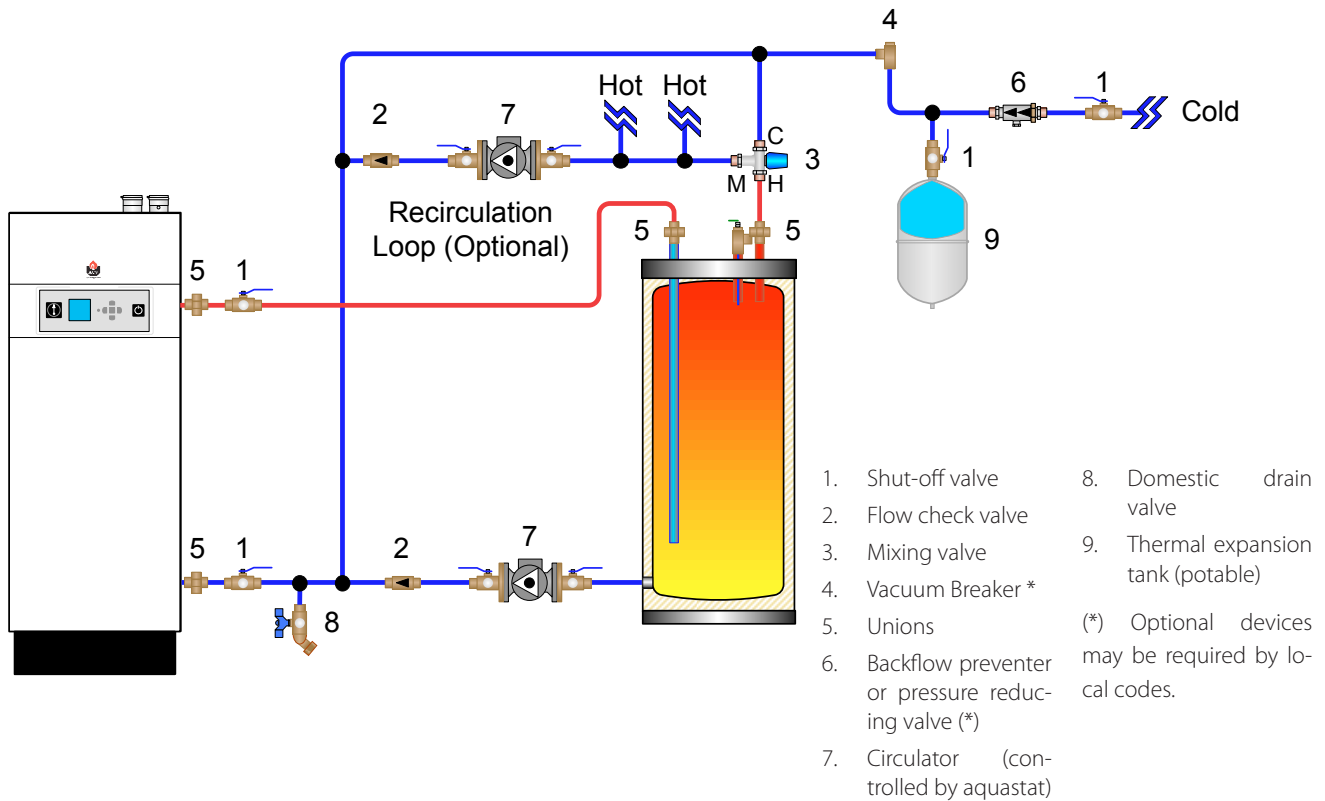 4
Hot Hot
7
6
1
Cold
2
C
3
1
M
H
Recirculation
Loop (Optional)
5
5
9
5
1
5
1
2
7
8
1. Shut-off valve
2. Flow check valve
3. Mixing valve
4. Vacuum Breaker *
5. Unions
6. Backflow preventer
or pressure reduc-
ing valve (*)
7. Circulator (con-
trolled by aquastat)
8. Domestic drain
valve
9. Thermal expansion
tank (potable)
(*) Optional devices
may be required by lo-
cal codes.